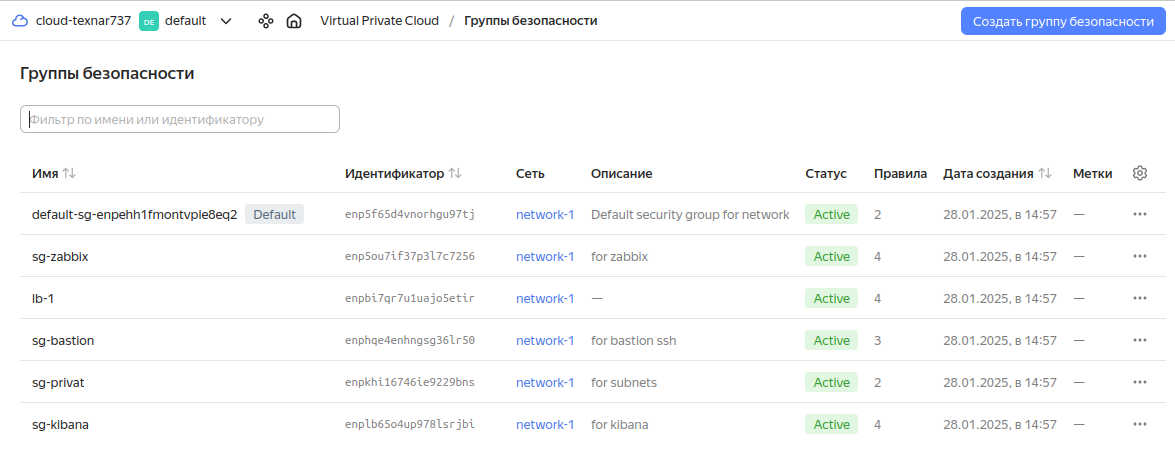 cloud-texnar737 DE default Virtual Private Cloud / Группы безопасности Создать группу безопасности
Группы безопасности
Фильтр по имени или идентификатору
Имя Идентификатор Сеть Описание Статус Правила Дата создания Метки
default-sg-enpehh1fmontvple8eq2 Default enp5f65d4vnorhgu97tj network-1 Default security group for network Active 2 28.01.2025, в 14:57 —
sg-zabbix enp5ou7if37p3l7c7256 network-1 for zabbix Active 4 28.01.2025, в 14:57 —
lb-1 enpbi7qr7u1uajo5etir network-1 — Active 4 28.01.2025, в 14:57 —
sg-bastion enphqe4enhngsg36lr50 network-1 for bastion ssh Active 3 28.01.2025, в 14:57 —
sg-privat enpkhi16746ie9229bns network-1 for subnets Active 2 28.01.2025, в 14:57 —
sg-kibana enplb65o4up978lsrjbi network-1 for kibana Active 4 28.01.2025, в 14:57 —